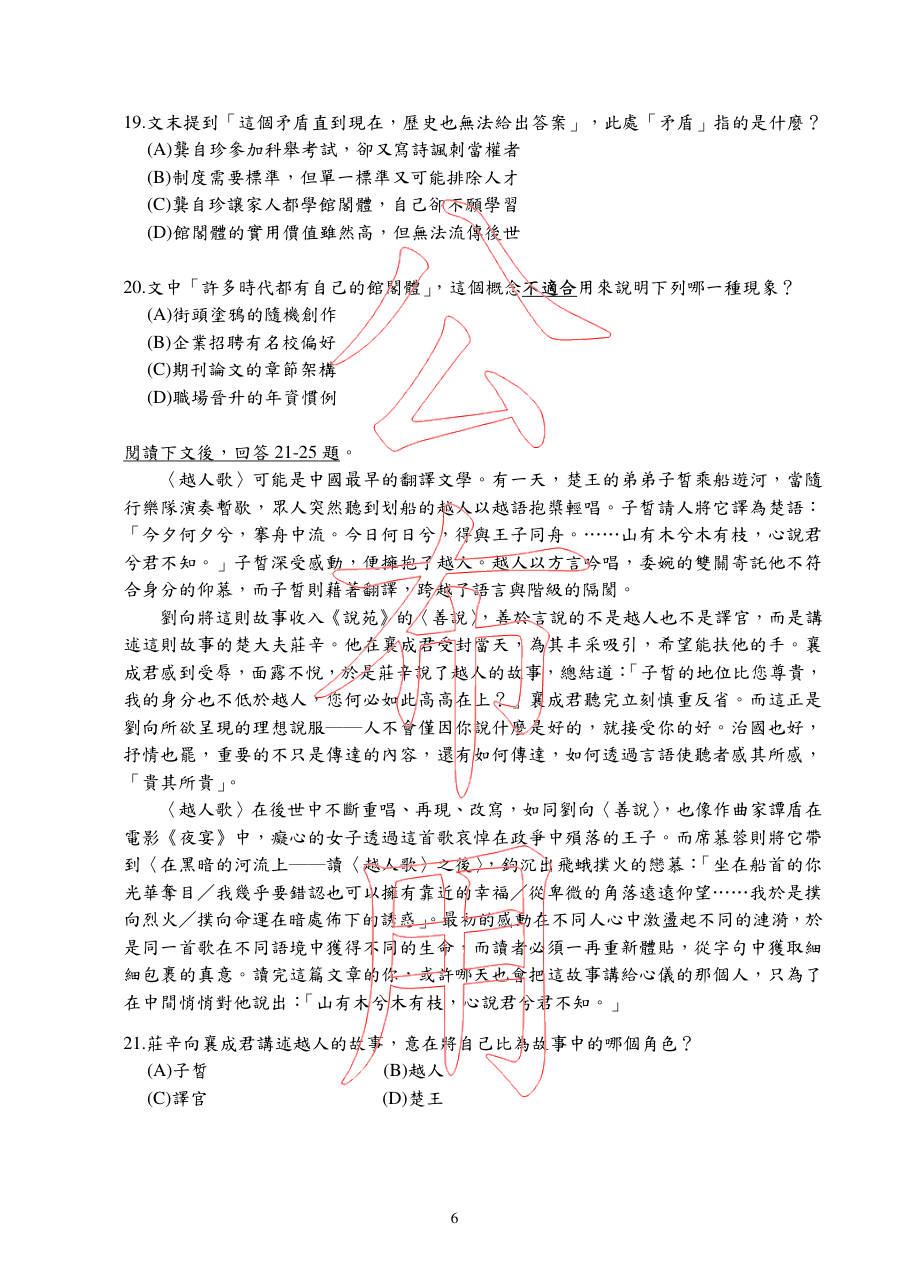 19.文末提到「這個矛盾直到現在，歷史也無法給出答案」，此處「矛盾」指的是什麼？
(A)龔自珍參加科舉考試，卻又寫詩諷刺當權者
(B)制度需要標準，但單一標準又可能排除人才
(C)龔自珍讓家人都學館閣體，自己卻不願學習
(D)館閣體的實用價值雖然高，但無法流傳後世
20.文中「許多時代都有自己的館閣體」，這個概念不適合用來說明下列哪一種現象？
(A)街頭塗鴉的隨機創作
(B)企業招聘有名校偏好
(C)期刊論文的章節架構
(D)職場晉升的年資慣例
閱讀下文後，回答 21-25 題。
〈越人歌〉可能是中國最早的翻譯文學。有一天，楚王的弟弟子晳乘船遊河，當隨
行樂隊演奏暫歇，眾人突然聽到划船的越人以越語抱槳輕唱。子晳請人將它譯為楚語：
「今夕何夕兮，搴舟中流。今日何日兮，得與王子同舟。……山有木兮木有枝，心說君
兮君不知。」子晳深受感動，便擁抱了越人。越人以方言吟唱，委婉的雙關寄託他不符
合身分的仰慕，而子晳則藉著翻譯，跨越了語言與階級的隔閡。
劉向將這則故事收入《說苑》的〈善說〉，善於言說的不是越人也不是譯官，而是講
述這則故事的楚大夫莊辛。他在襄成君受封當天，為其丰采吸引，希望能扶他的手。襄
成君感到受辱，面露不悅，於是莊辛說了越人的故事，總結道：「子晳的地位比您尊貴，
我的身分也不低於越人，您何必如此高高在上？」襄成君聽完立刻慎重反省。而這正是
劉向所欲呈現的理想說服──人不會僅因你說什麼是好的，就接受你的好。治國也好，
抒情也罷，重要的不只是傳達的內容，還有如何傳達，如何透過言語使聽者感其所感，
「貴其所貴」。
〈越人歌〉在後世中不斷重唱、再現、改寫，如同劉向〈善說〉，也像作曲家譚盾在
電影《夜宴》中，癡心的女子透過這首歌哀悼在政爭中殞落的王子。而席慕蓉則將它帶
到〈在黑暗的河流上──讀〈越人歌〉之後〉，鉤沉出飛蛾撲火的戀慕：「坐在船首的你
光華奪目／我幾乎要錯認也可以擁有靠近的幸福／從卑微的角落遠遠仰望……我於是撲
向烈火／撲向命運在暗處佈下的誘惑」。最初的感動在不同人心中激盪起不同的漣漪，於
是同一首歌在不同語境中獲得不同的生命，而讀者必須一再重新體貼，從字句中獲取細
細包裹的真意。讀完這篇文章的你，或許哪天也會把這故事講給心儀的那個人，只為了
在中間悄悄對他說出：「山有木兮木有枝，心說君兮君不知。」
21.莊辛向襄成君講述越人的故事，意在將自己比為故事中的哪個角色？
(A)子晳 (B)越人
(C)譯官 (D)楚王
公布用
6